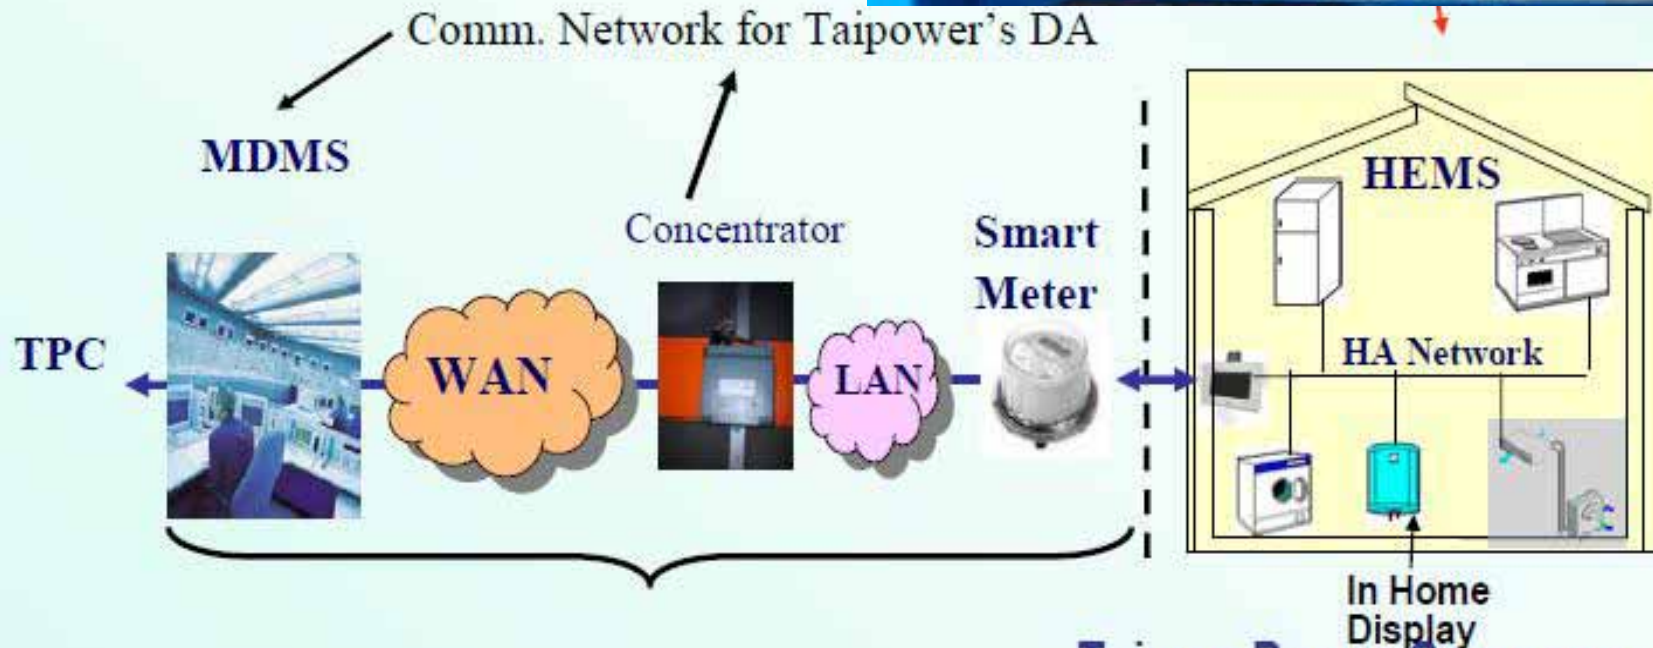 Comm. Network for Taipower's DA
MDMS
HEMS
Concentrator
Smart
Meter
TPC
WAN
LAN
HA Network
In Home
Display